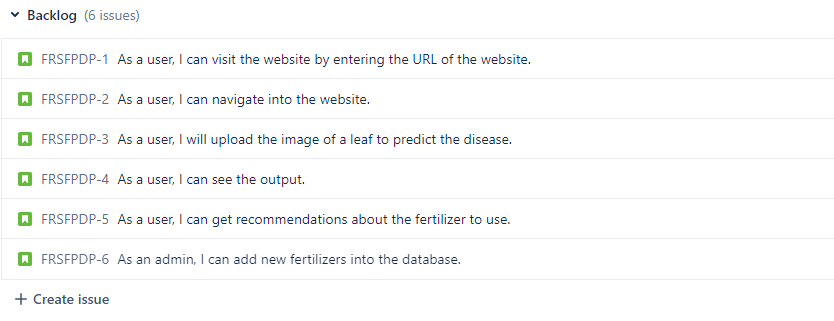 Backlog (6 issues)
FRSFPDP-1 As a user, I can visit the website by entering the URL of the website.
FRSFPDP-2 As a user, I can navigate into the website.
FRSFPDP-3 As a user, I will upload the image of a leaf to predict the disease.
FRSFPDP-4 As a user, I can see the output.
FRSFPDP-5 As a user, I can get recommendations about the fertilizer to use.
FRSFPDP-6 As an admin, I can add new fertilizers into the database.
+ Create issue